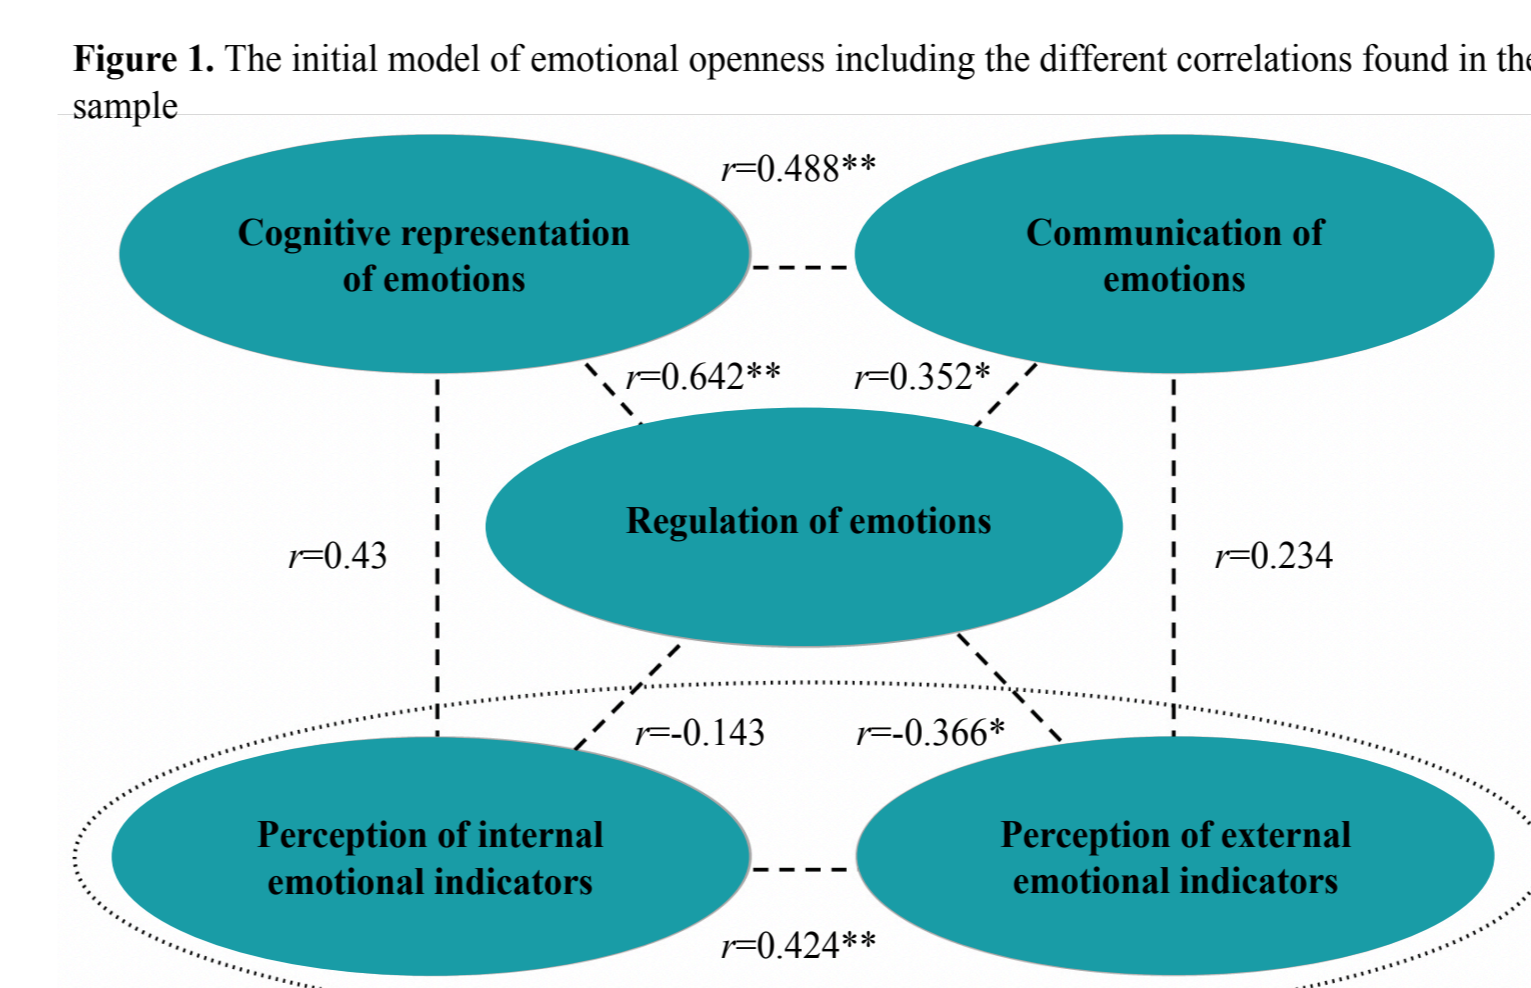 Figure 1. The initial model of emotional openness including the different correlations found in the
sample
r=0.488**
Cognitive representation
of emotions
Communication of
emotions
r=0.642**
r=0.352*
Regulation of emotions
r=0.43
r=0.234
r=-0.143
r=-0.366*
Perception of internal
emotional indicators
Perception of external
emotional indicators
r=0.424**